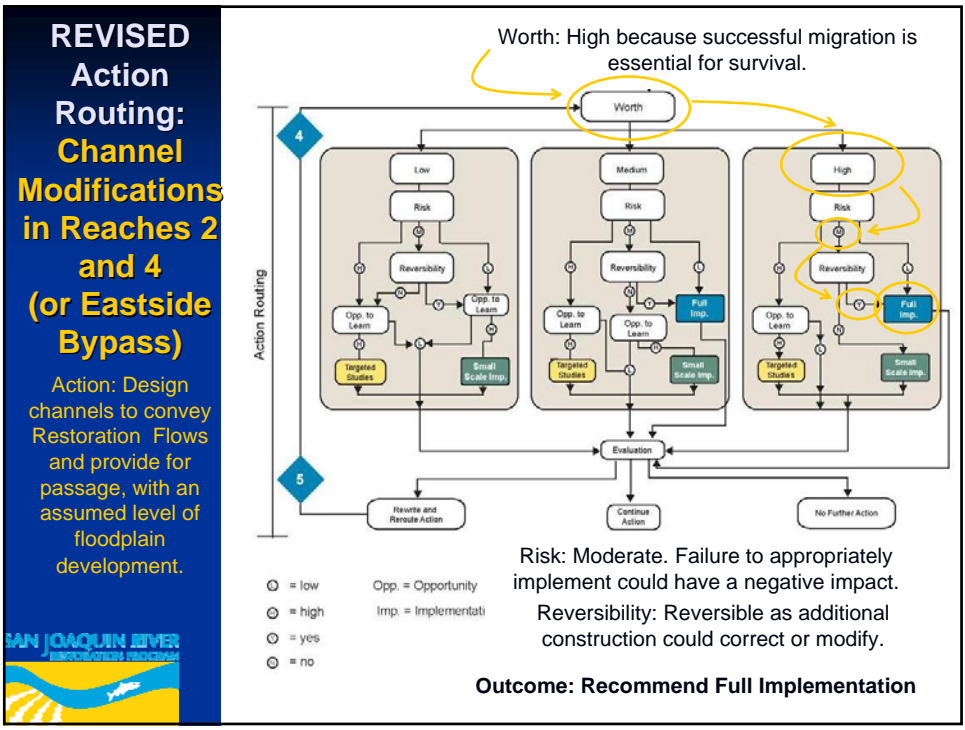 REVISED
Action
Routing:
Channel
Modifications
in Reaches 2
and 4
(or Eastside
Bypass)
Action: Design
channels to convey
Restoration Flows
and provide for
passage, with an
assumed level of
floodplain
development.
SAN JOAQUIN RIVER
RESTORATION PROGRAM
Worth: High because successful migration is
essential for survival.
Action Routing
4
5
Worth
Low
Risk
M
H
L
Reversibility
N
Y
Opp. to
Learn
Opp. to
Learn
H
L
H
Targeted
Studies
Small
Scale Imp.
Medium
Risk
M
H
L
Reversibility
N
Y
Full
Imp.
Opp. to
Learn
Opp. to
Learn
H
H
L
Targeted
Studies
Small
Scale Imp.
High
Risk
M
H
L
Reversibility
Y
N
Full
Imp.
Opp. to
Learn
H
L
Targeted
Studies
Small
Scale Imp.
Evaluation
Rewrite and
Reroute Action
Continue
Action
No Further Action
L = low
H = high
Y = yes
N = no
Opp. = Opportunity
Imp. = Implementati
Risk: Moderate. Failure to appropriately
implement could have a negative impact.
Reversibility: Reversible as additional
construction could correct or modify.
Outcome: Recommend Full Implementation